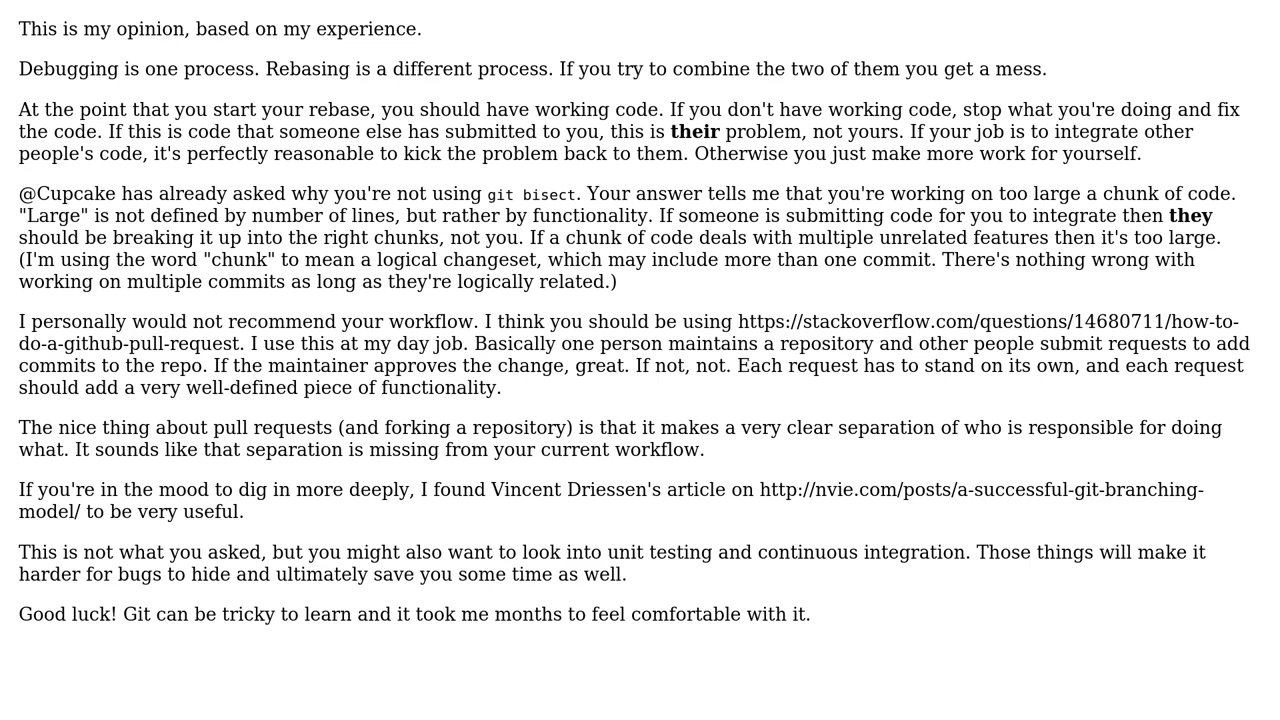 This is my opinion, based on my experience.
Debugging is one process. Rebasing is a different process. If you try to combine the two of them you get a mess.
At the point that you start your rebase, you should have working code. If you don't have working code, stop what you're doing and fix
the code. If this is code that someone else has submitted to you, this is their problem, not yours. If your job is to integrate other
people's code, it's perfectly reasonable to kick the problem back to them. Otherwise you just make more work for yourself.
@Cupcake has already asked why you're not using git bisect. Your answer tells me that you're working on too large a chunk of code.
"Large" is not defined by number of lines, but rather by functionality. If someone is submitting code for you to integrate then they
should be breaking it up into the right chunks, not you. If a chunk of code deals with multiple unrelated features then it's too large.
(I'm using the word "chunk" to mean a logical changeset, which may include more than one commit. There's nothing wrong with
working on multiple commits as long as they're logically related.)
I personally would not recommend your workflow. I think you should be using https://stackoverflow.com/questions/14680711/how-to-
do-a-github-pull-request. I use this at my day job. Basically one person maintains a repository and other people submit requests to add
commits to the repo. If the maintainer approves the change, great. If not, not. Each request has to stand on its own, and each request
should add a very well-defined piece of functionality.
The nice thing about pull requests (and forking a repository) is that it makes a very clear separation of who is responsible for doing
what. It sounds like that separation is missing from your current workflow.
If you're in the mood to dig in more deeply, I found Vincent Driessen's article on http://nvie.com/posts/a-successful-git-branching-
model/ to be very useful.
This is not what you asked, but you might also want to look into unit testing and continuous integration. Those things will make it
harder for bugs to hide and ultimately save you some time as well.
Good luck! Git can be tricky to learn and it took me months to feel comfortable with it.